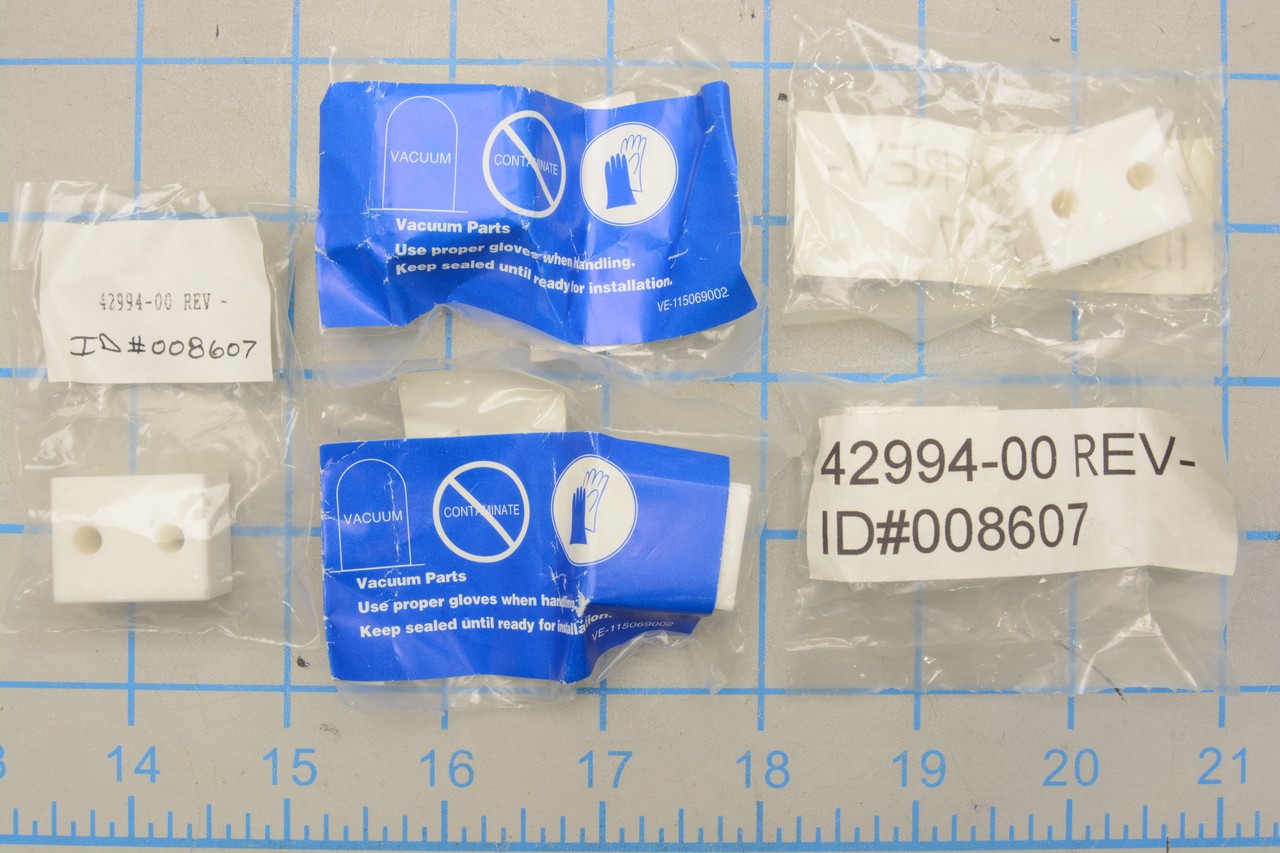 42994-00 REV -
ID#008607
VACUUM
CONTAMINATE
Vacuum Parts
Use proper gloves when handling.
Keep sealed until ready for installation.
VE-115069002
REV-
VACUUM
CONTAMINATE
Vacuum Parts
Use proper gloves when handling.
Keep sealed until ready for installation.
VE-115069002
42994-00 REV-
ID#008607
14 15 16 17 18 19 20 21